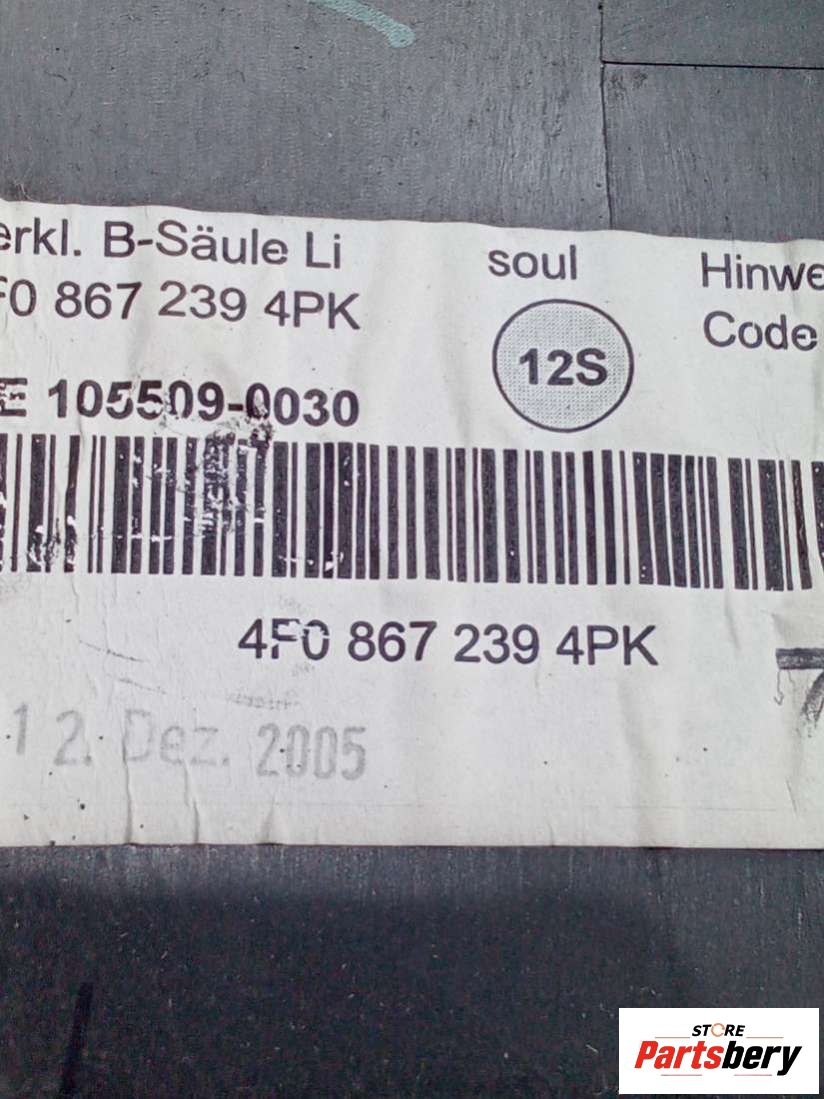 erkl. B-Säule Li
F0 867 239 4PK
E 105509-0030
soul
12S
Hinwe
Code
4F0 867 239 4PK
12. Dez. 2005
STORE
Partsbery